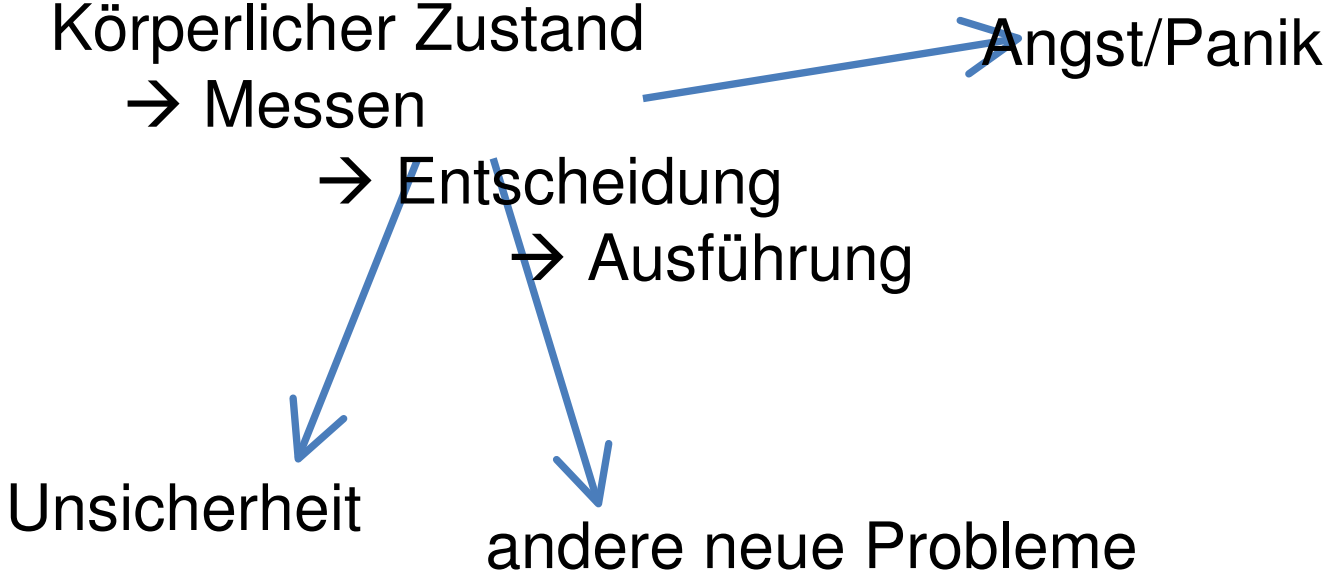 Körperlicher Zustand
Angst/Panik
→ Messen
→ Entscheidung
→ Ausführung
Unsicherheit
andere neue Probleme